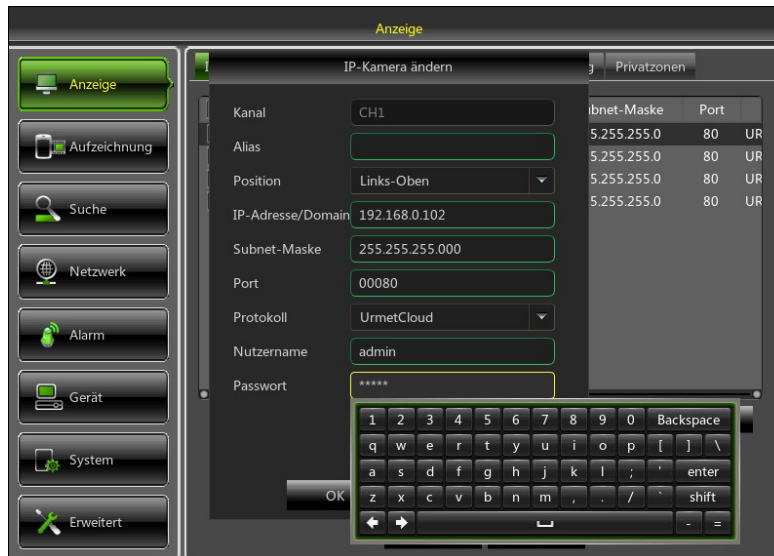 Anzeige
IP-Kamera ändern
Privatzonen
Anzeige
Aufzeichnung
Suche
Netzwerk
Alarm
Gerät
System
Erweitert
Kanal CH1
Alias
Position Links-Oben
IP-Adresse/Domain 192.168.0.102
Subnet-Maske 255.255.255.000
Port 00080
Protokoll UrmetCloud
Nutzername admin
Passwort *****
bnet-Maske Port
5.255.255.0 80 UR
5.255.255.0 80 UR
5.255.255.0 80 UR
5.255.255.0 80 UR
OK
1 2 3 4 5 6 7 8 9 0 Backspace
q w e r t y u i o p [ ] \
a s d f g h j k l ; ' enter
z x c v b n m , . / ` shift
- =